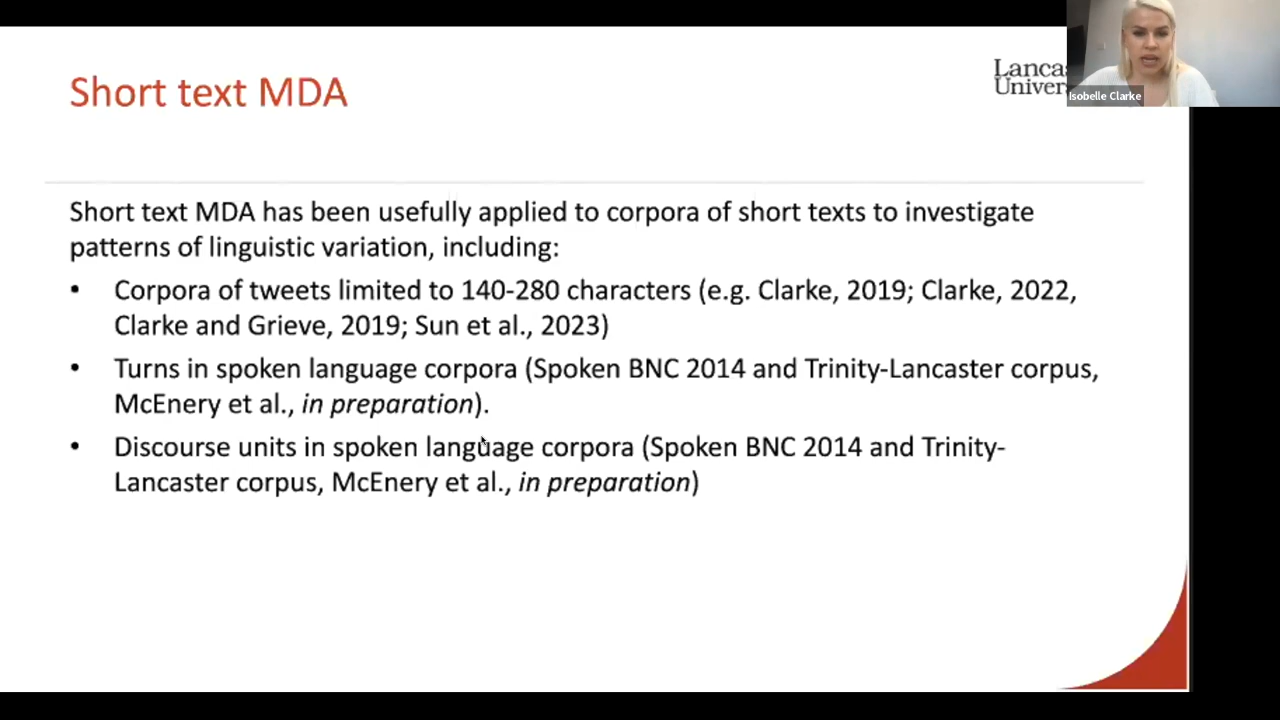 Short text MDA
Lanca
Univer
Isobelle Clarke
Short text MDA has been usefully applied to corpora of short texts to investigate
patterns of linguistic variation, including:
• Corpora of tweets limited to 140-280 characters (e.g. Clarke, 2019; Clarke, 2022,
Clarke and Grieve, 2019; Sun et al., 2023)
• Turns in spoken language corpora (Spoken BNC 2014 and Trinity-Lancaster corpus,
McEnery et al., in preparation).
• Discourse units in spoken language corpora (Spoken BNC 2014 and Trinity-
Lancaster corpus, McEnery et al., in preparation)